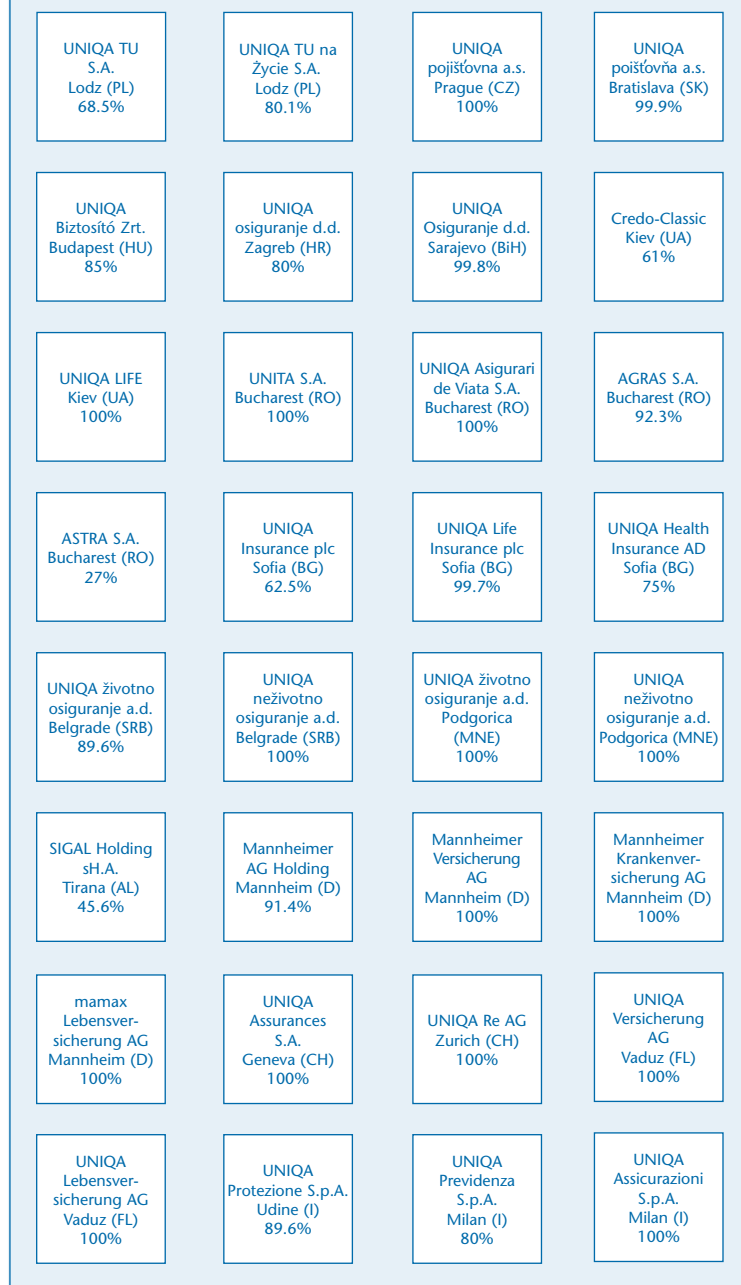 UNIQA TU
S.A.
Lodz (PL)
68.5%
UNIQA TU na
Życie S.A.
Lodz (PL)
80.1%
UNIQA
pojišťovna a.s.
Prague (CZ)
100%
UNIQA
poišťovňa a.s.
Bratislava (SK)
99.9%
UNIQA
Biztosító Zrt.
Budapest (HU)
85%
UNIQA
osiguranje d.d.
Zagreb (HR)
80%
UNIQA
Osiguranje d.d.
Sarajevo (BiH)
99.8%
Credo-Classic
Kiev (UA)
61%
UNIQA LIFE
Kiev (UA)
100%
UNITA S.A.
Bucharest (RO)
100%
UNIQA Asigurari
de Viata S.A.
Bucharest (RO)
100%
AGRAS S.A.
Bucharest (RO)
92.3%
ASTRA S.A.
Bucharest (RO)
27%
UNIQA
Insurance plc
Sofia (BG)
62.5%
UNIQA Life
Insurance plc
Sofia (BG)
99.7%
UNIQA Health
Insurance AD
Sofia (BG)
75%
UNIQA životno
osiguranje a.d.
Belgrade (SRB)
89.6%
UNIQA
neživotno
osiguranje a.d.
Belgrade (SRB)
100%
UNIQA životno
osiguranje a.d.
Podgorica
(MNE)
100%
UNIQA
neživotno
osiguranje a.d.
Podgorica (MNE)
100%
SIGAL Holding
sH.A.
Tirana (AL)
45.6%
Mannheimer
AG Holding
Mannheim (D)
91.4%
Mannheimer
Versicherung
AG
Mannheim (D)
100%
Mannheimer
Krankenver-
sicherung AG
Mannheim (D)
100%
mamax
Lebensver-
sicherung AG
Mannheim (D)
100%
UNIQA
Assurances
S.A.
Geneva (CH)
100%
UNIQA Re AG
Zurich (CH)
100%
UNIQA
Versicherung
AG
Vaduz (FL)
100%
UNIQA
Lebensver-
sicherung AG
Vaduz (FL)
100%
UNIQA
Protezione S.p.A.
Udine (I)
89.6%
UNIQA
Previdenza
S.p.A.
Milan (I)
80%
UNIQA
Assicurazioni
S.p.A.
Milan (I)
100%